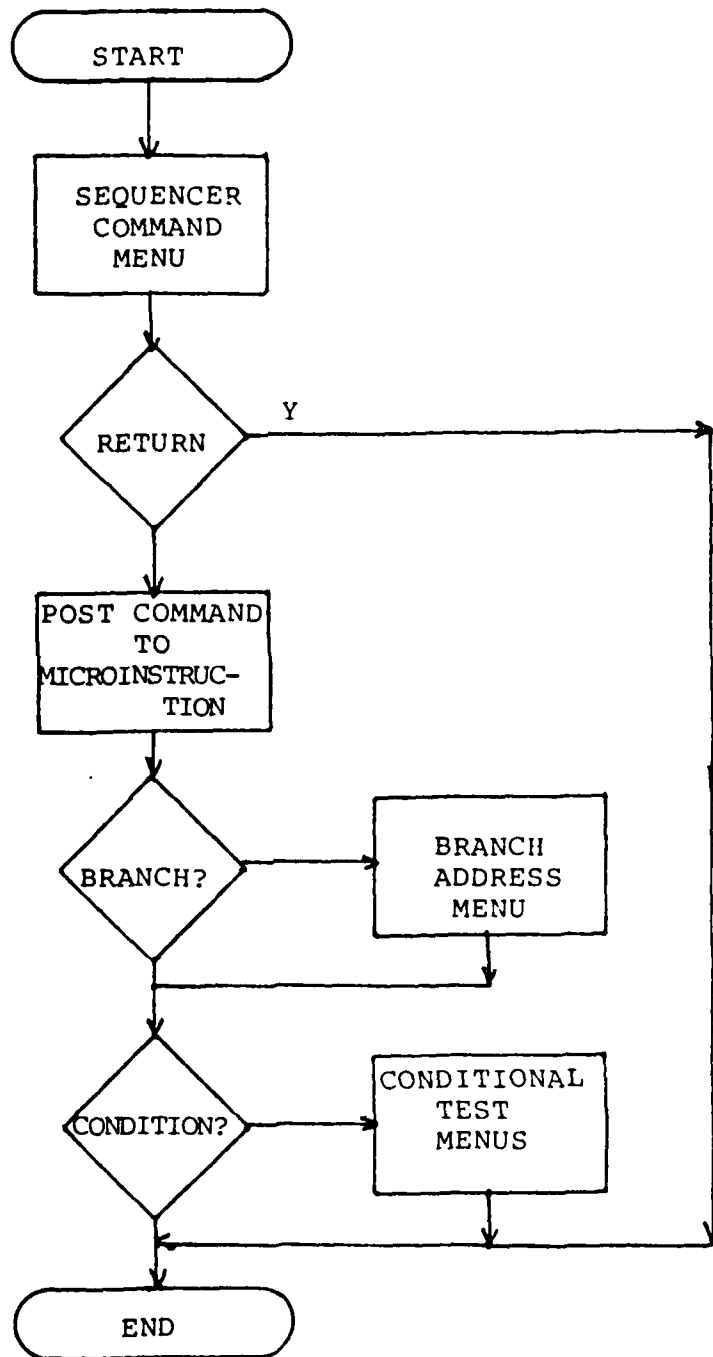 START
SEQUENCER
COMMAND
MENU
RETURN
Y
POST COMMAND
TO
MICROINSTRUC-
TION
BRANCH?
BRANCH
ADDRESS
MENU
CONDITION?
CONDITIONAL
TEST
MENUS
END